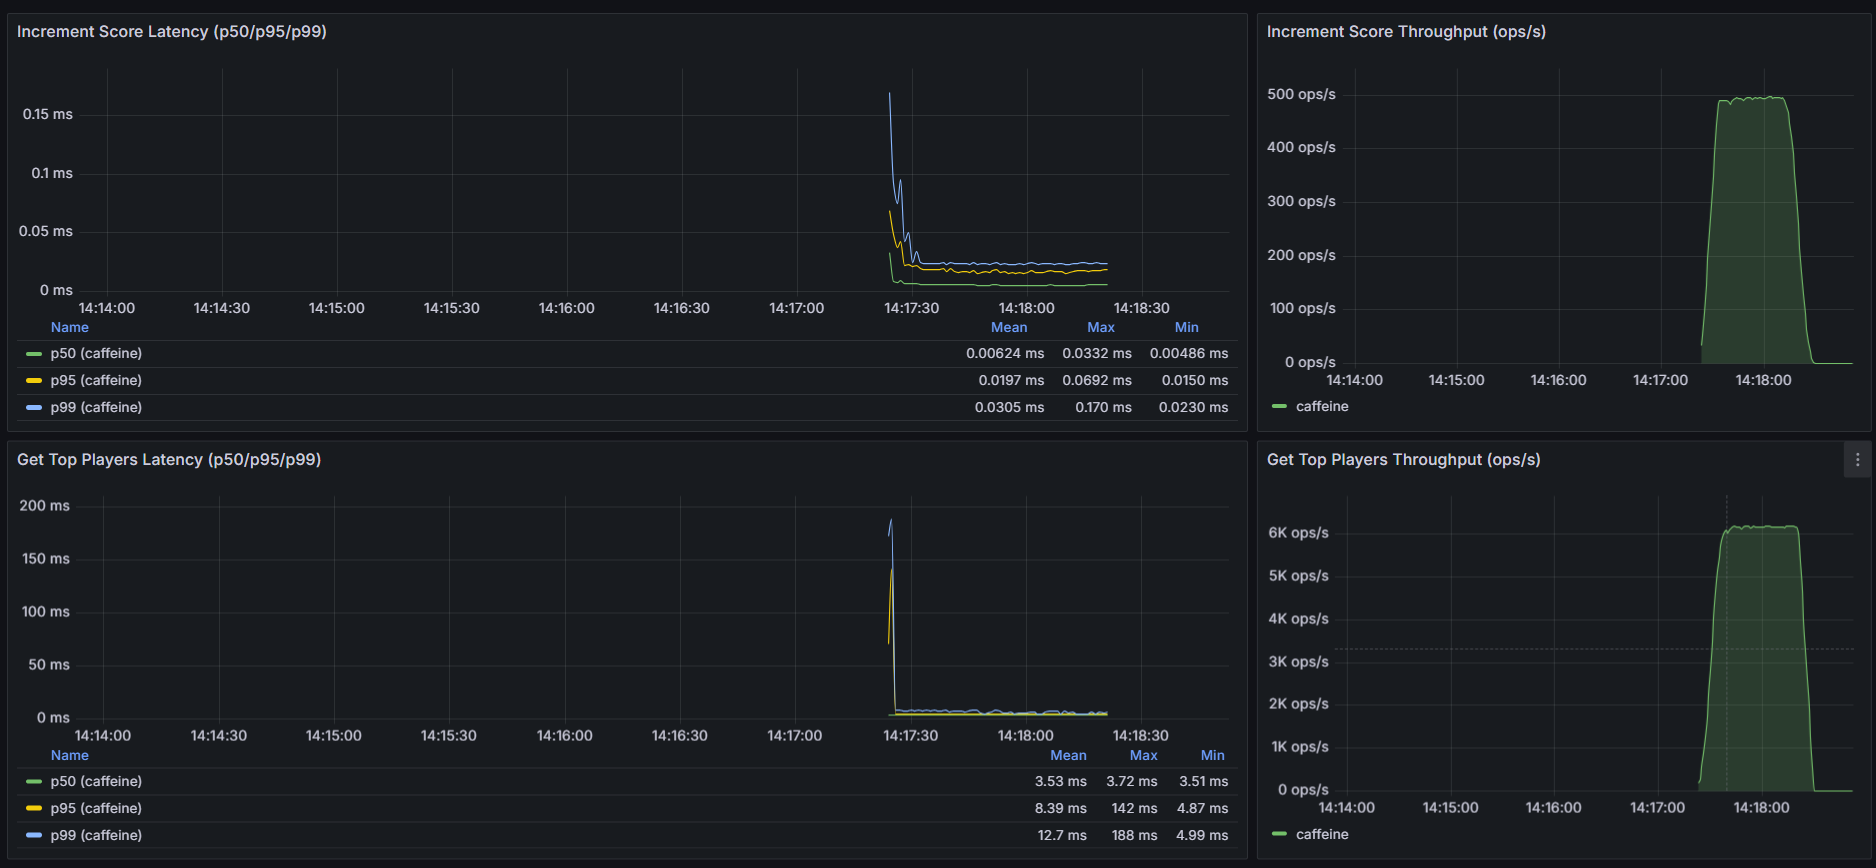 Increment Score Latency (p50/p95/p99)
0.15 ms
0.1 ms
0.05 ms
0 ms
14:14:00 14:14:30 14:15:00 14:15:30 14:16:00 14:16:30 14:17:00 14:17:30 14:18:00 14:18:30
Name Mean Max Min
p50 (caffeine) 0.00624 ms 0.0332 ms 0.00486 ms
p95 (caffeine) 0.0197 ms 0.0692 ms 0.0150 ms
p99 (caffeine) 0.0305 ms 0.170 ms 0.0230 ms
Increment Score Throughput (ops/s)
500 ops/s
400 ops/s
300 ops/s
200 ops/s
100 ops/s
0 ops/s
14:14:00 14:15:00 14:16:00 14:17:00 14:18:00
caffeine
Get Top Players Latency (p50/p95/p99)
200 ms
150 ms
100 ms
50 ms
0 ms
14:14:00 14:14:30 14:15:00 14:15:30 14:16:00 14:16:30 14:17:00 14:17:30 14:18:00 14:18:30
Name Mean Max Min
p50 (caffeine) 3.53 ms 3.72 ms 3.51 ms
p95 (caffeine) 8.39 ms 142 ms 4.87 ms
p99 (caffeine) 12.7 ms 188 ms 4.99 ms
Get Top Players Throughput (ops/s)
6K ops/s
5K ops/s
4K ops/s
3K ops/s
2K ops/s
1K ops/s
0 ops/s
14:14:00 14:15:00 14:16:00 14:17:00 14:18:00
caffeine